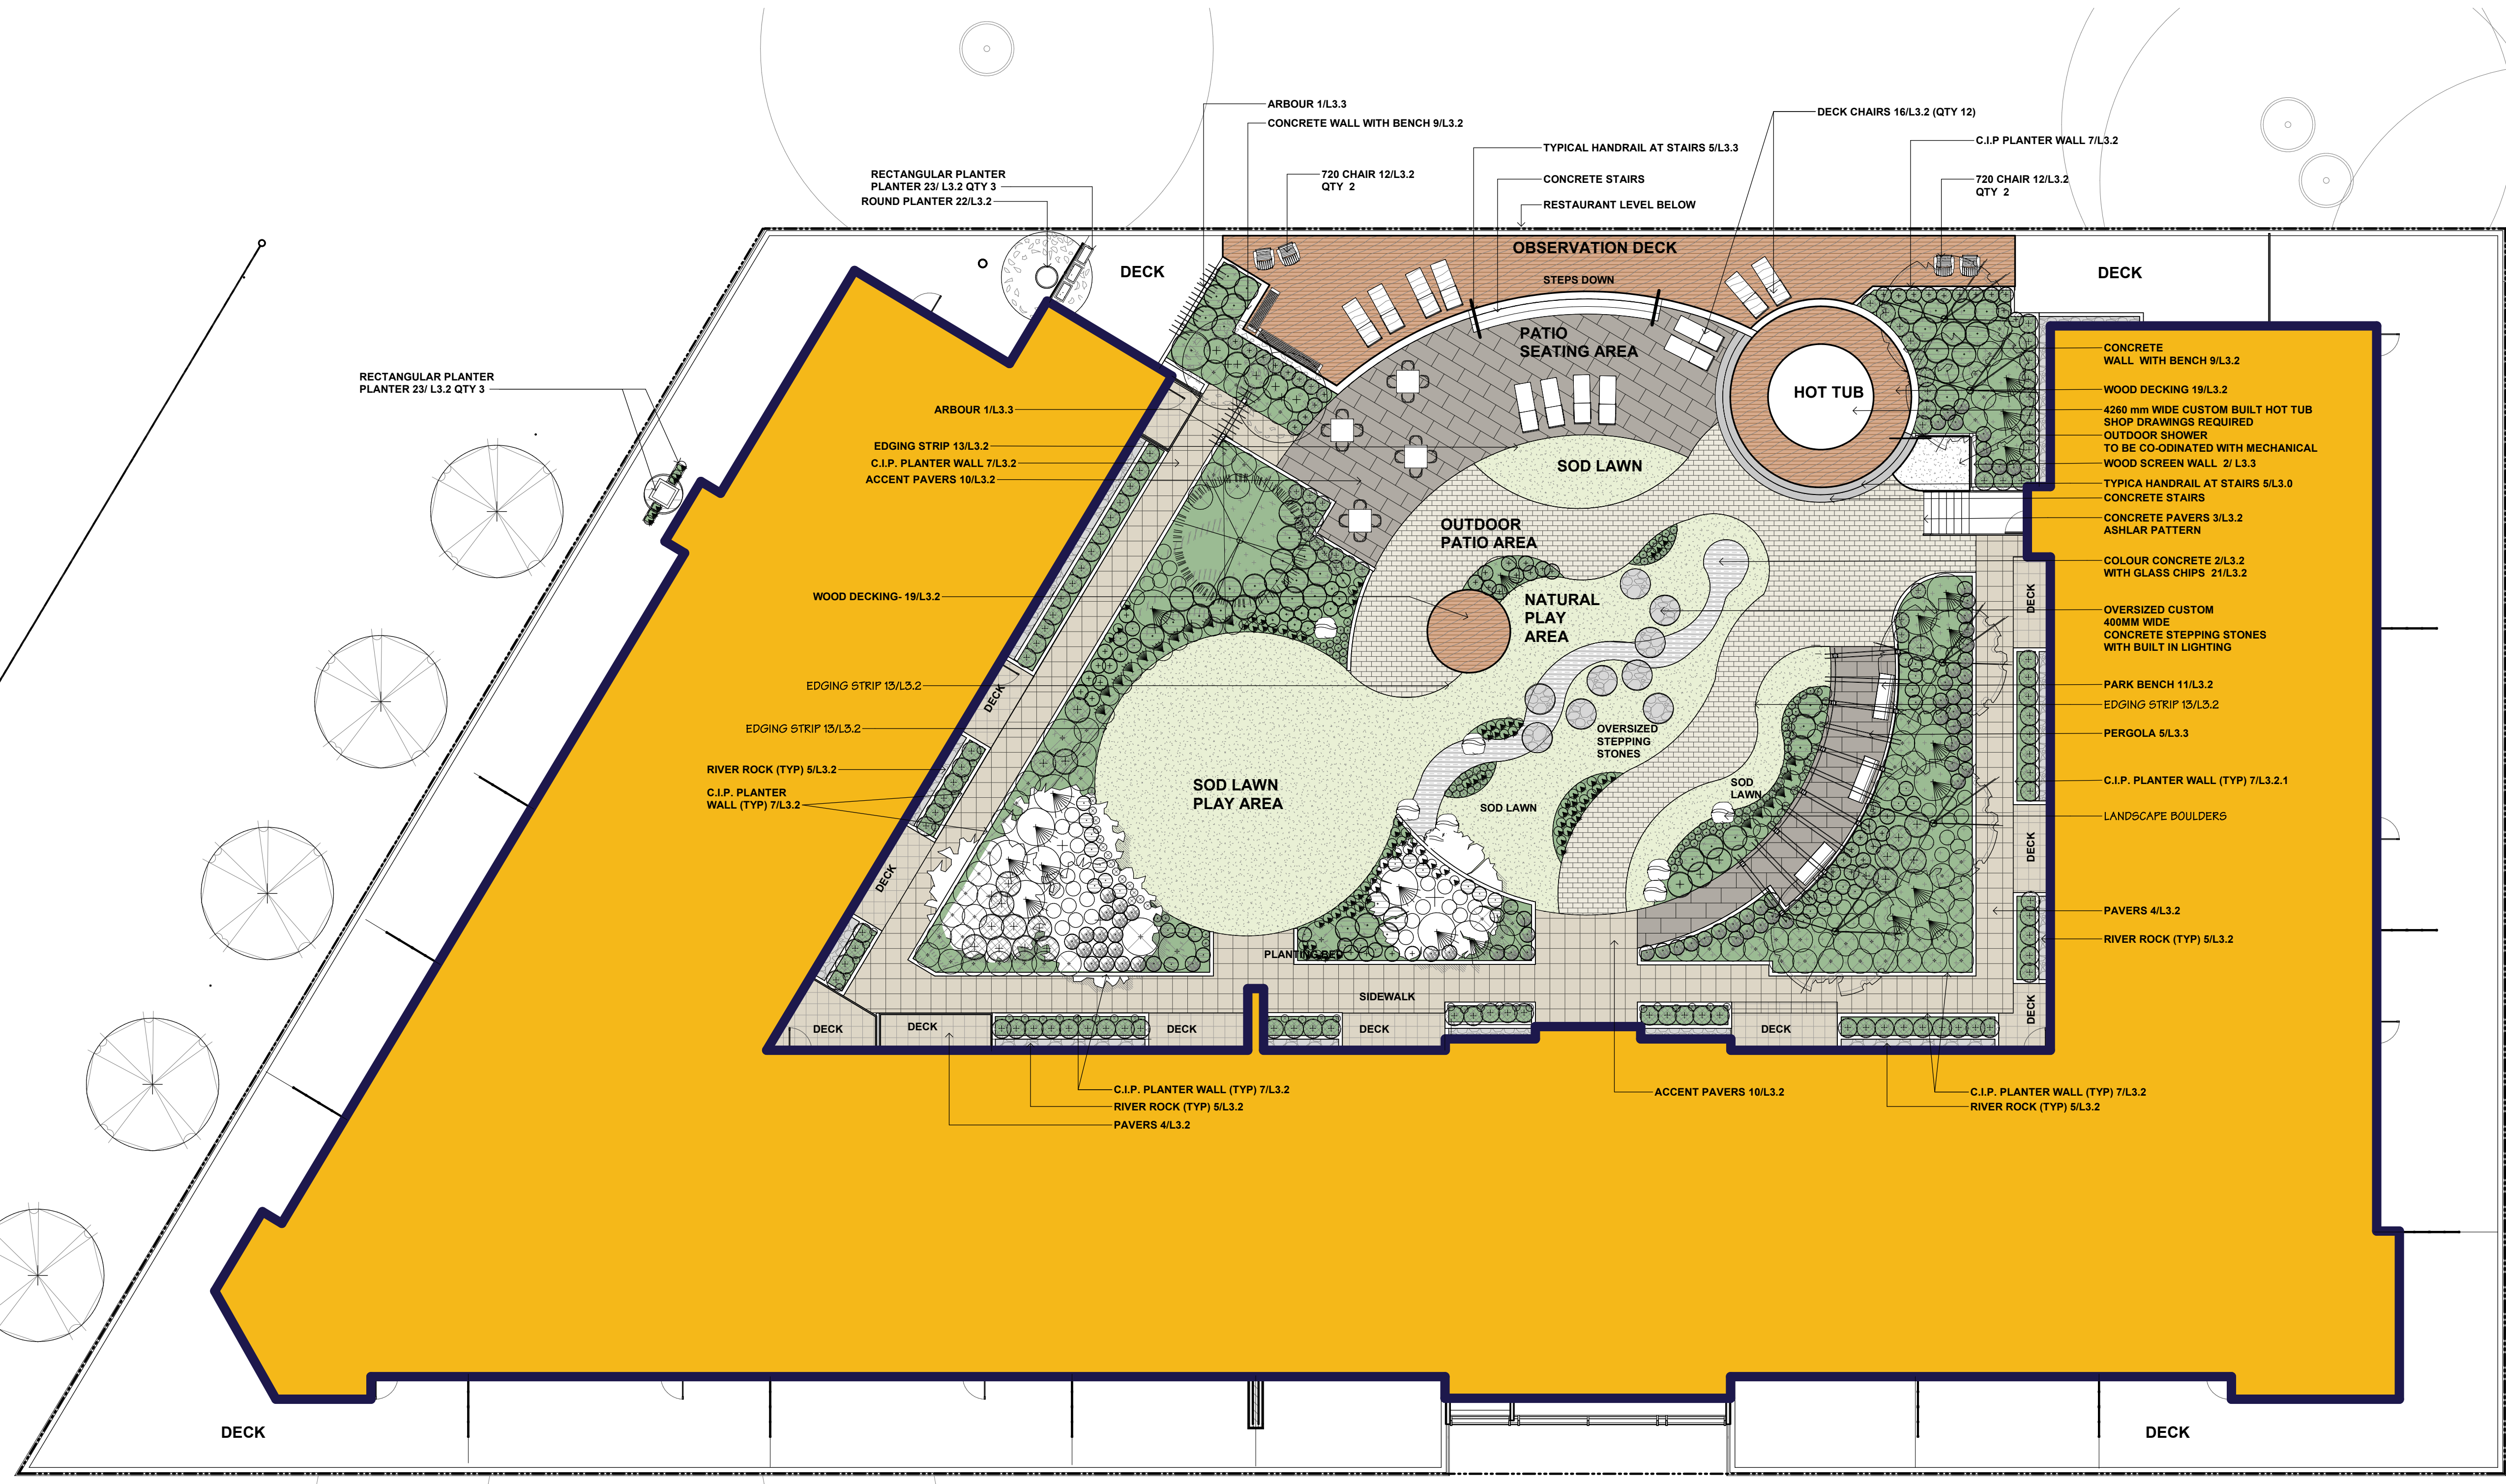 ARBOUR 1/L3.3
CONCRETE WALL WITH BENCH 9/L3.2
DECK CHAIRS 16/L3.2 (QTY 12)
TYPICAL HANDRAIL AT STAIRS 5/L3.3
C.I.P PLANTER WALL 7/L3.2
RECTANGULAR PLANTER
PLANTER 23/ L3.2 QTY 3
ROUND PLANTER 22/L3.2
720 CHAIR 12/L3.2
QTY 2
CONCRETE STAIRS
RESTAURANT LEVEL BELOW
720 CHAIR 12/L3.2
QTY 2
OBSERVATION DECK
STEPS DOWN
DECK
DECK
PATIO
SEATING AREA
HOT TUB
RECTANGULAR PLANTER
PLANTER 23/ L3.2 QTY 3
ARBOUR 1/L3.3
EDGING STRIP 13/L3.2
C.I.P. PLANTER WALL 7/L3.2
ACCENT PAVERS 10/L3.2
WOOD DECKING- 19/L3.2
EDGING STRIP 13/L3.2
EDGING STRIP 13/L3.2
RIVER ROCK (TYP) 5/L3.2
C.I.P. PLANTER
WALL (TYP) 7/L3.2
SOD LAWN
OUTDOOR
PATIO AREA
NATURAL
PLAY
AREA
OVERSIZED
STEPPING
STONES
SOD LAWN
PLAY AREA
SOD LAWN
SOD
LAWN
PLANTING BED
SIDEWALK
DECK
DECK
DECK
DECK
DECK
DECK
DECK
DECK
DECK
DECK
CONCRETE
WALL WITH BENCH 9/L3.2
WOOD DECKING 19/L3.2
4260 mm WIDE CUSTOM BUILT HOT TUB
SHOP DRAWINGS REQUIRED
OUTDOOR SHOWER
TO BE CO-ODINATED WITH MECHANICAL
WOOD SCREEN WALL 2/ L3.3
TYPICA HANDRAIL AT STAIRS 5/L3.0
CONCRETE STAIRS
CONCRETE PAVERS 3/L3.2
ASHLAR PATTERN
COLOUR CONCRETE 2/L3.2
WITH GLASS CHIPS 21/L3.2
OVERSIZED CUSTOM
400MM WIDE
CONCRETE STEPPING STONES
WITH BUILT IN LIGHTING
PARK BENCH 11/L3.2
EDGING STRIP 13/L3.2
PERGOLA 5/L3.3
C.I.P. PLANTER WALL (TYP) 7/L3.2.1
LANDSCAPE BOULDERS
PAVERS 4/L3.2
RIVER ROCK (TYP) 5/L3.2
C.I.P. PLANTER WALL (TYP) 7/L3.2
RIVER ROCK (TYP) 5/L3.2
PAVERS 4/L3.2
ACCENT PAVERS 10/L3.2
C.I.P. PLANTER WALL (TYP) 7/L3.2
RIVER ROCK (TYP) 5/L3.2
DECK
DECK